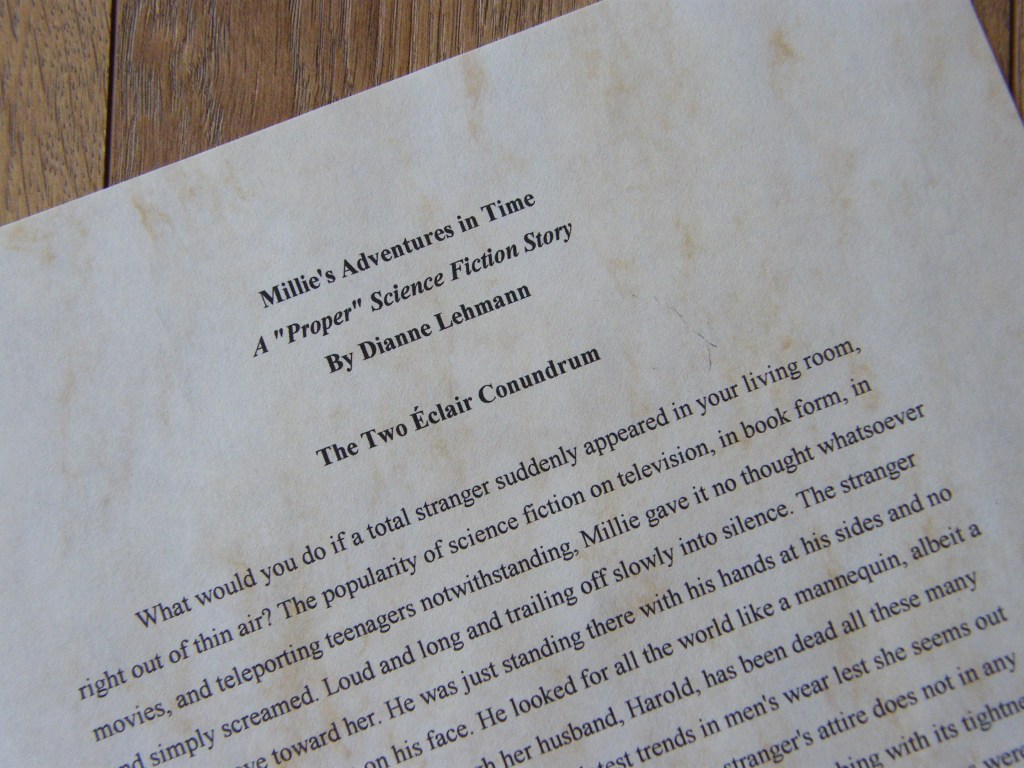 Millie's Adventures in Time
A "Proper" Science Fiction Story
By Dianne Lehmann
The Two Éclair Conundrum
What would you do if a total stranger suddenly appeared in your living room,
right out of thin air? The popularity of science fiction on television, in book form, in
movies, and teleporting teenagers notwithstanding, Millie gave it no thought whatsoever
simply screamed. Loud and long and trailing off slowly into silence. The stranger
toward her. He was just standing there with his hands at his sides and no
on his face. He looked for all the world like a mannequin, albeit a
her husband, Harold, has been dead all these many
trends in men's wear lest she seems out
stranger's attire does not in any
with its
were